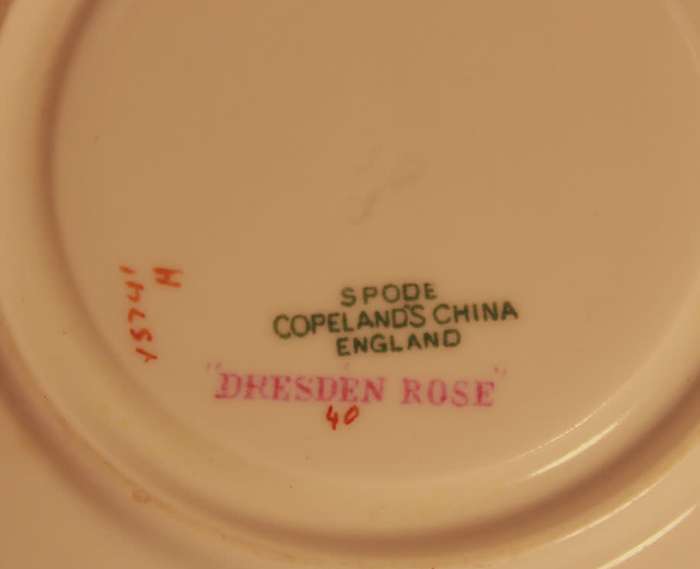 SPODE
COPELAND'S CHINA
ENGLAND
"DRESDEN ROSE"
40